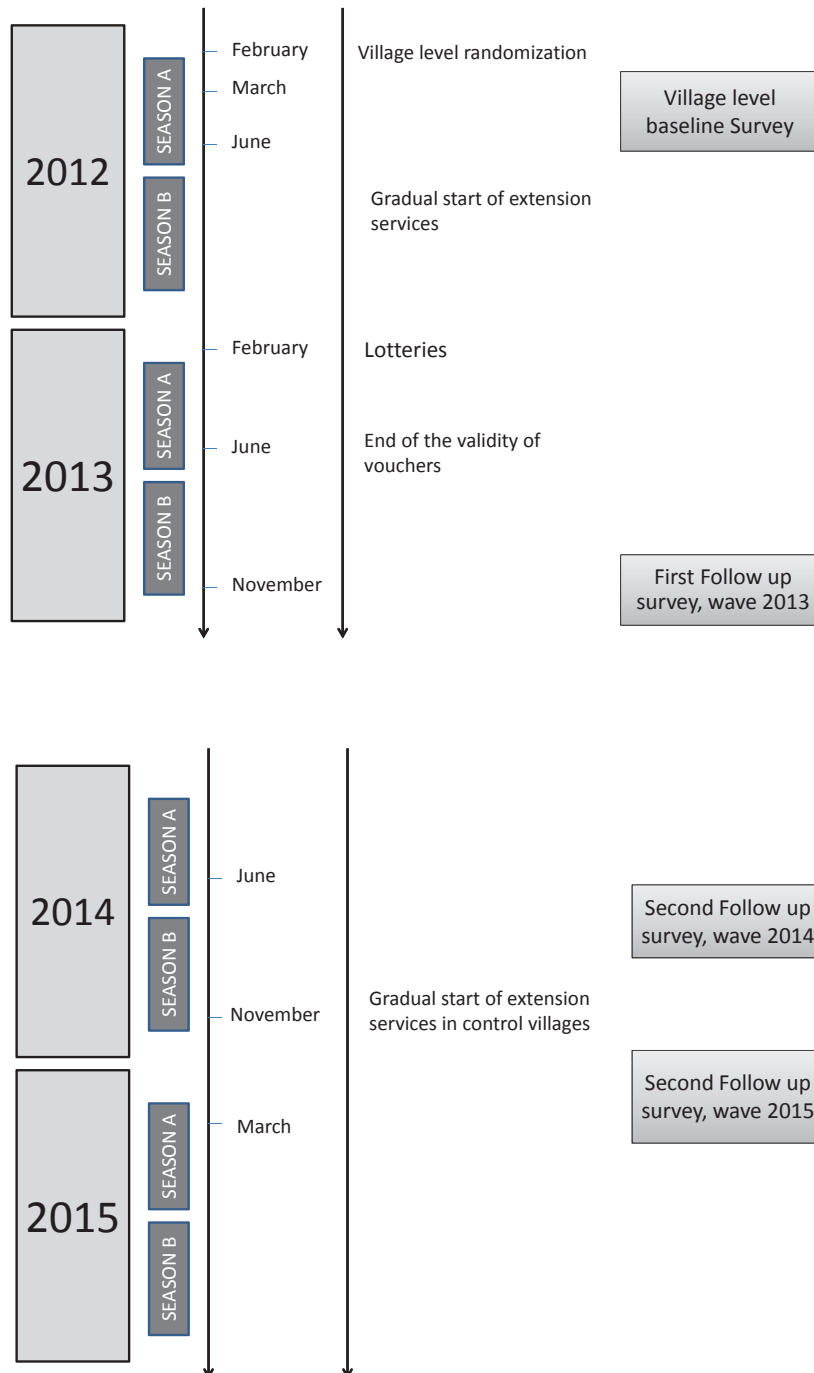 February
Village level randomization
SEASON A
March
Village level
baseline Survey
June
2012
SEASON B
Gradual start of extension
services
February
Lotteries
SEASON A
June
End of the validity of
vouchers
2013
SEASON B
November
First Follow up
survey, wave 2013
SEASON A
June
2014
Second Follow up
survey, wave 2014
SEASON B
November
Gradual start of extension
services in control villages
Second Follow up
survey, wave 2015
SEASON A
March
2015
SEASON B